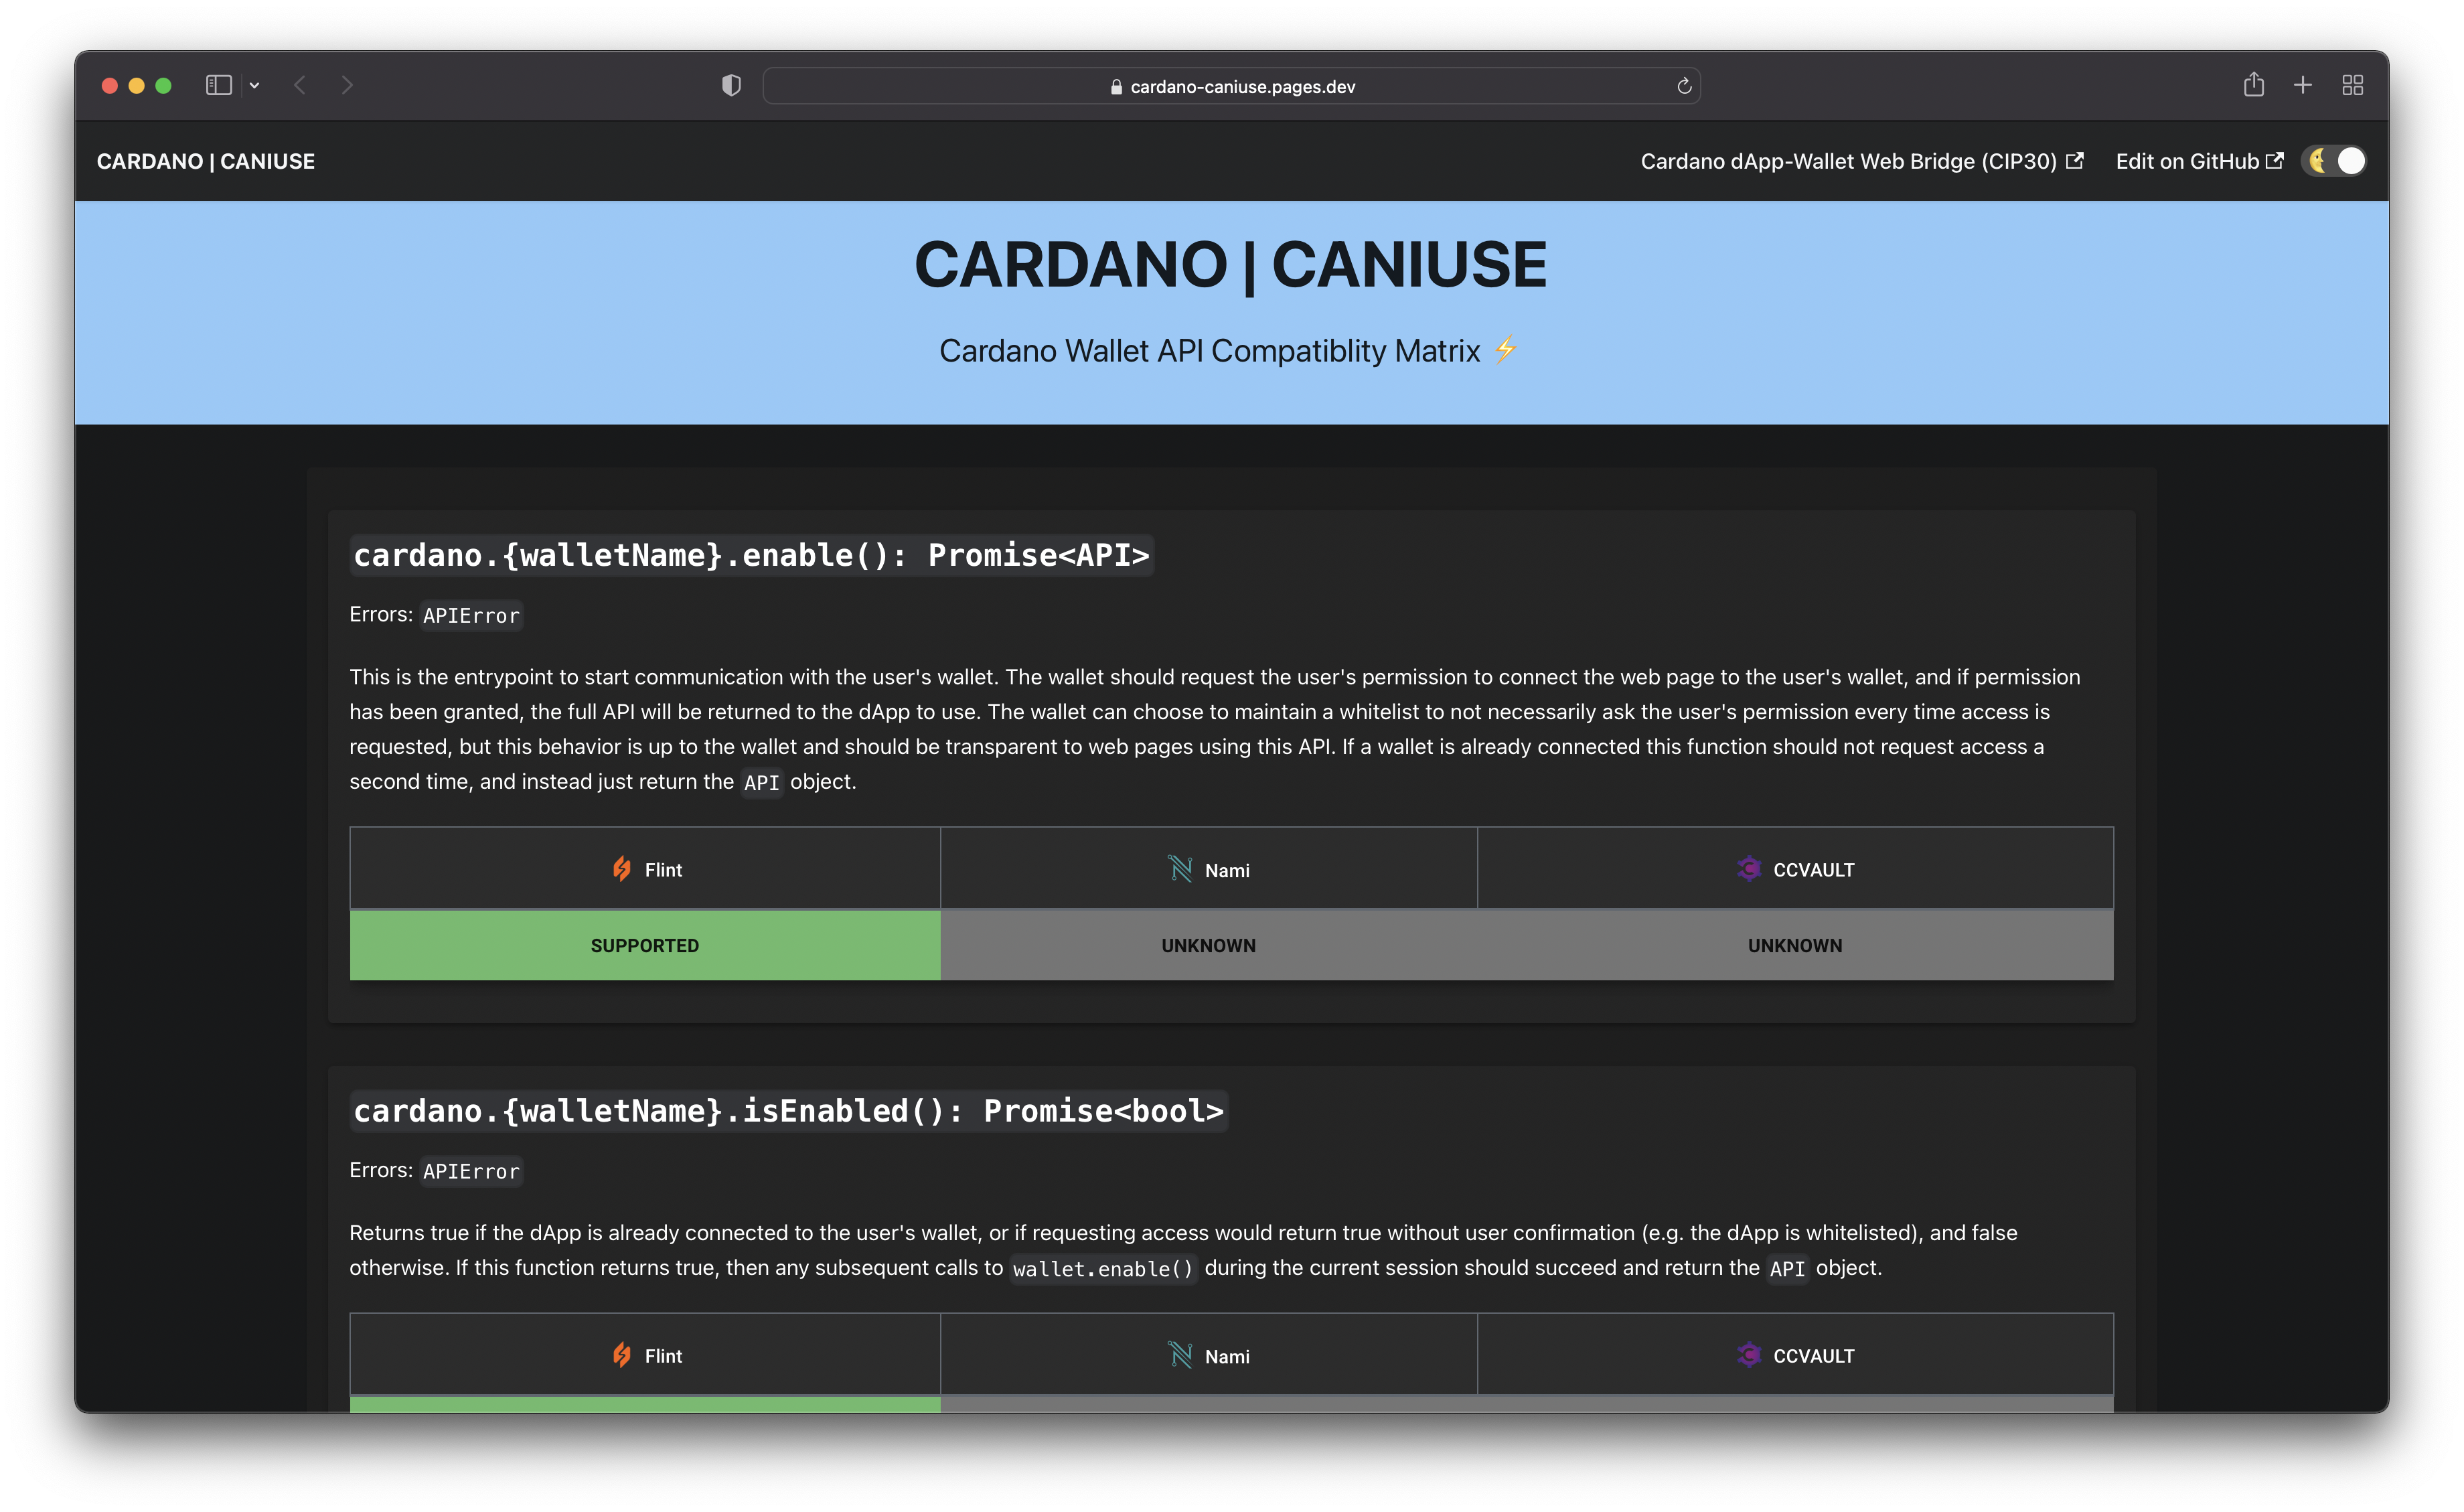 cardano-caniuse.pages.dev
CARDANO | CANIUSE
Cardano dApp-Wallet Web Bridge (CIP30)
Edit on GitHub
CARDANO | CANIUSE
Cardano Wallet API Compatiblity Matrix ⚡
cardano.{walletName}.enable(): Promise<API>
Errors: APIError
This is the entrypoint to start communication with the user's wallet. The wallet should request the user's permission to connect the web page to the user's wallet, and if permission
has been granted, the full API will be returned to the dApp to use. The wallet can choose to maintain a whitelist to not necessarily ask the user's permission every time access is
requested, but this behavior is up to the wallet and should be transparent to web pages using this API. If a wallet is already connected this function should not request access a
second time, and instead just return the API object.
Flint
Nami
CCVAULT
SUPPORTED
UNKNOWN
UNKNOWN
cardano.{walletName}.isEnabled(): Promise<bool>
Errors: APIError
Returns true if the dApp is already connected to the user's wallet, or if requesting access would return true without user confirmation (e.g. the dApp is whitelisted), and false
otherwise. If this function returns true, then any subsequent calls to wallet.enable() during the current session should succeed and return the API object.
Flint
Nami
CCVAULT